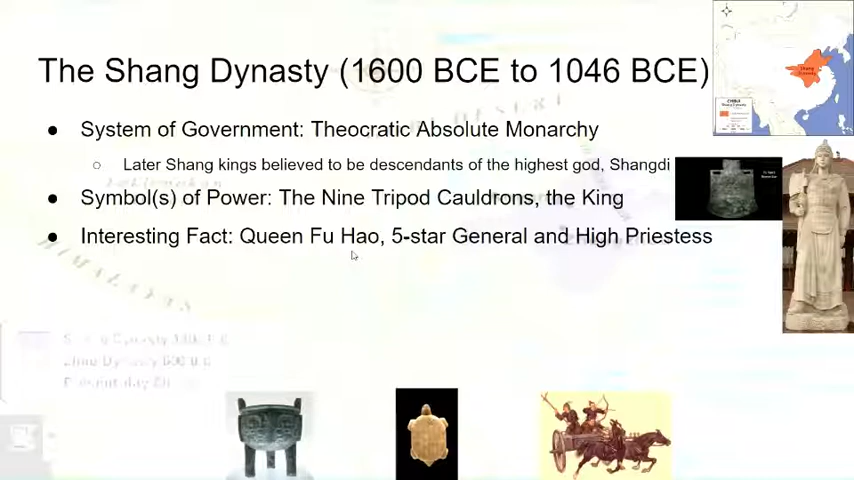 The Shang Dynasty (1600 BCE to 1046 BCE)
● System of Government: Theocratic Absolute Monarchy
○ Later Shang kings believed to be descendants of the highest god, Shangdi
● Symbol(s) of Power: The Nine Tripod Cauldrons, the King
● Interesting Fact: Queen Fu Hao, 5-star General and High Priestess